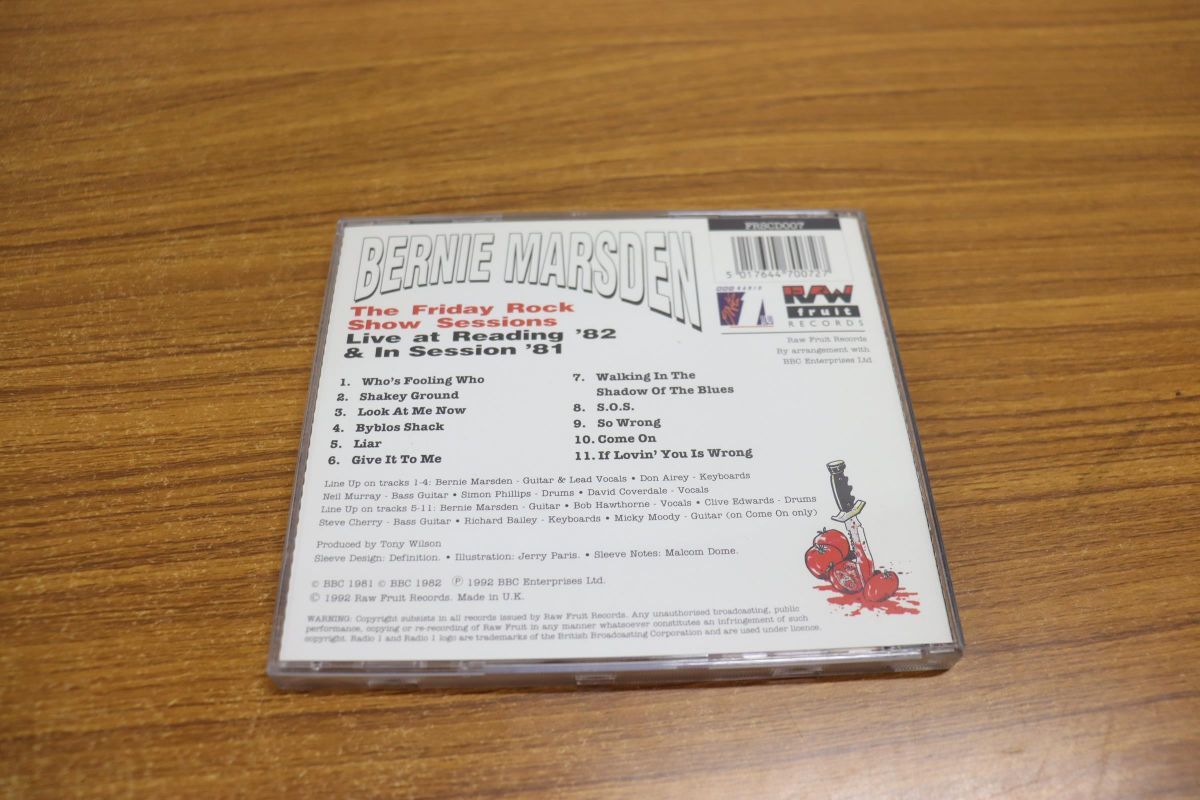 BERNIE MARSDEN
The Friday Rock
Show Sessions
Live at Reading '82
& In Session '81
FRSCD007
5 017644 700727
BBC RADIO
1
RAW
fruit
RECORDS
Raw Fruit Records
By arrangement with
BBC Enterprises Ltd
1. Who's Fooling Who
2. Shakey Ground
3. Look At Me Now
4. Byblos Shack
5. Liar
6. Give It To Me
7. Walking In The
Shadow Of The Blues
8. S.O.S.
9. So Wrong
10. Come On
11. If Lovin' You Is Wrong
Line Up on tracks 1-4: Bernie Marsden - Guitar & Lead Vocals • Don Airey - Keyboards
Neil Murray - Bass Guitar • Simon Phillips - Drums • David Coverdale - Vocals
Line Up on tracks 5-11: Bernie Marsden - Guitar • Bob Hawthorne - Vocals • Clive Edwards - Drums
Steve Cherry - Bass Guitar • Richard Bailey - Keyboards • Micky Moody - Guitar (on Come On only)
Produced by Tony Wilson
Sleeve Design: Definition. • Illustration: Jerry Paris. • Sleeve Notes: Malcom Dome.
© BBC 1981 © BBC 1982 ℗ 1992 BBC Enterprises Ltd.
© 1992 Raw Fruit Records. Made in U.K.
WARNING: Copyright subsists in all records issued by Raw Fruit Records. Any unauthorised broadcasting, public
performance, copying or re-recording of Raw Fruit in any manner whatsoever constitutes an infringement of such
copyright. Radio 1 and Radio 1 logo are trademarks of the British Broadcasting Corporation and are used under licence.